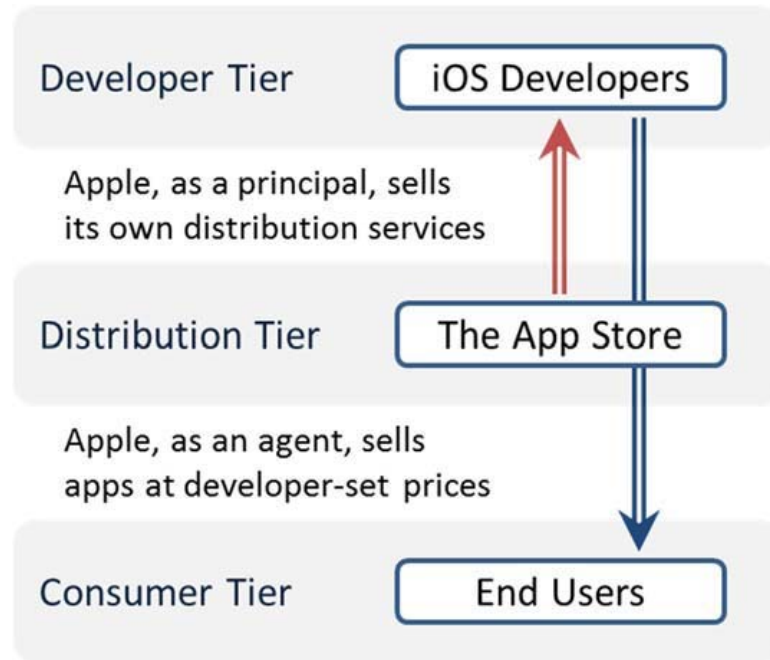 Developer Tier
iOS Developers
Apple, as a principal, sells
its own distribution services
Distribution Tier
The App Store
Apple, as an agent, sells
apps at developer-set prices
Consumer Tier
End Users